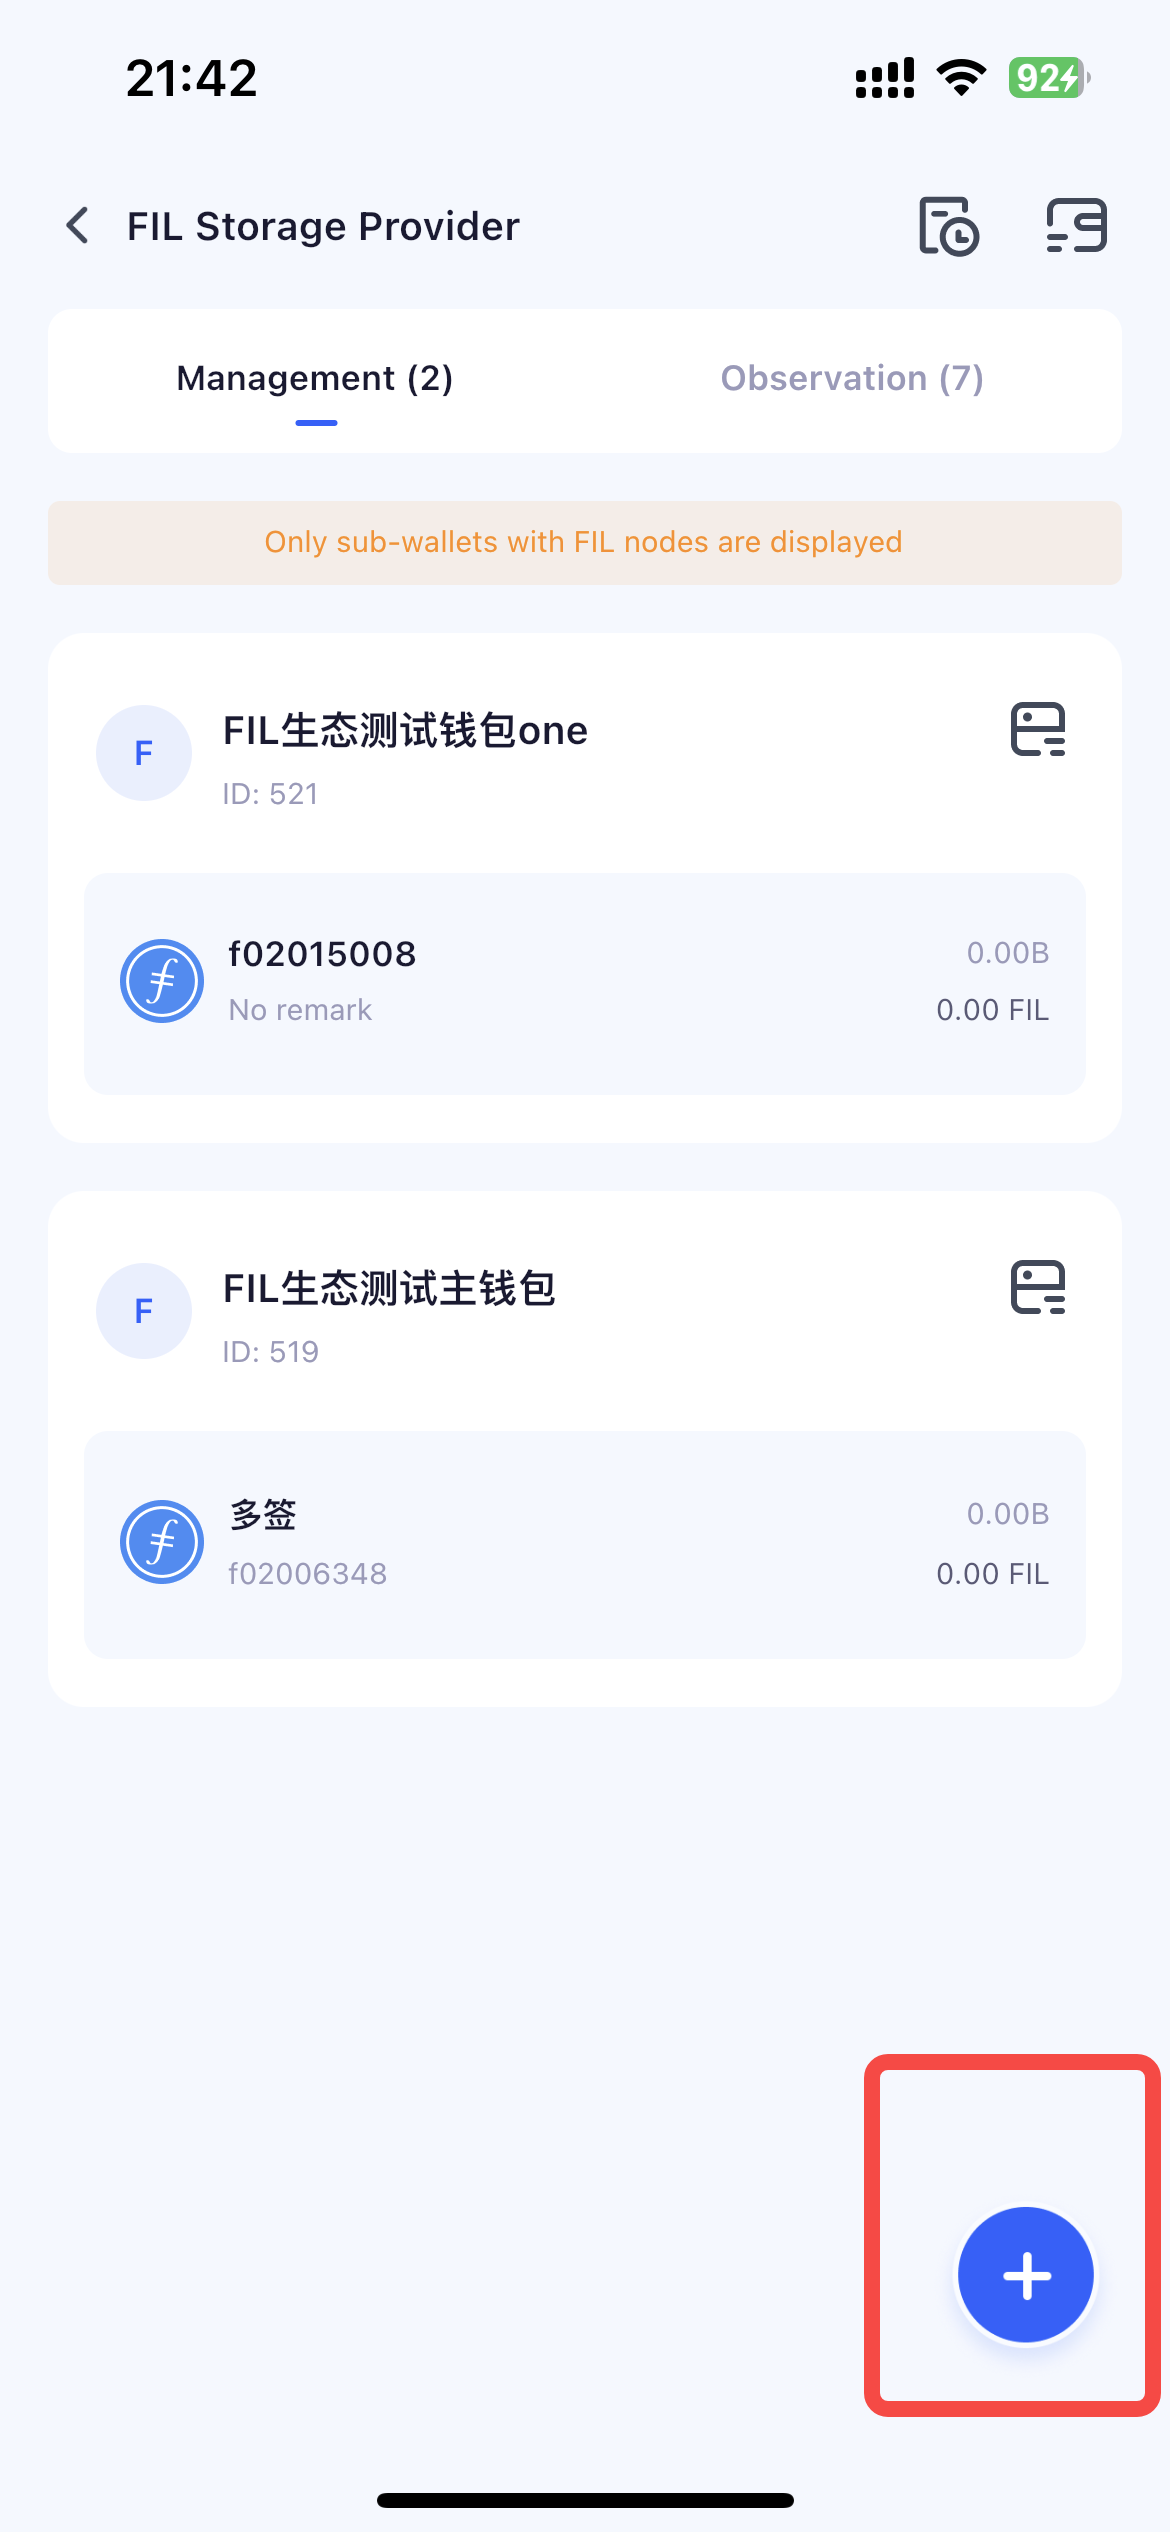 21:42
92
FIL Storage Provider
Management (2)
Observation (7)
Only sub-wallets with FIL nodes are displayed
F
FIL生态测试钱包one
ID: 521
f02015008
0.00B
No remark
0.00 FIL
F
FIL生态测试主钱包
ID: 519
多签
0.00B
f02006348
0.00 FIL